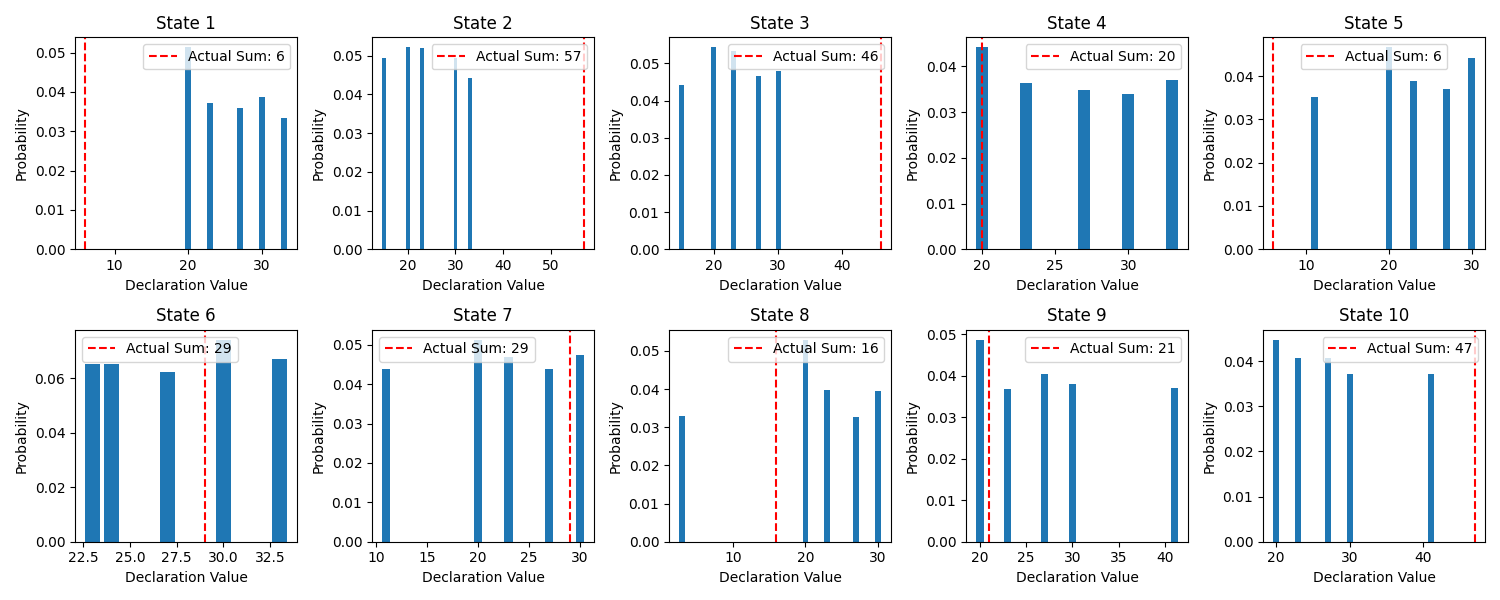 State 1
State 2
State 3
State 4
State 5
Actual Sum: 6
Actual Sum: 57
Actual Sum: 46
Actual Sum: 20
Actual Sum: 6
Probability
0.05
0.04
0.03
0.02
0.01
0.00
10
20
30
Declaration Value
Probability
0.05
0.04
0.03
0.02
0.01
0.00
20
30
40
50
Declaration Value
Probability
0.05
0.04
0.03
0.02
0.01
0.00
20
30
40
Declaration Value
Probability
0.04
0.03
0.02
0.01
0.00
20
25
30
Declaration Value
Probability
0.04
0.03
0.02
0.01
0.00
10
20
30
Declaration Value
State 6
State 7
State 8
State 9
State 10
Actual Sum: 29
Actual Sum: 29
Actual Sum: 16
Actual Sum: 21
Actual Sum: 47
Probability
0.06
0.04
0.02
0.00
22.5
25.0
27.5
30.0
32.5
Declaration Value
Probability
0.05
0.04
0.03
0.02
0.01
0.00
10
15
20
25
30
Declaration Value
Probability
0.05
0.04
0.03
0.02
0.01
0.00
10
20
30
Declaration Value
Probability
0.05
0.04
0.03
0.02
0.01
0.00
20
25
30
35
40
Declaration Value
Probability
0.04
0.03
0.02
0.01
0.00
20
30
40
Declaration Value